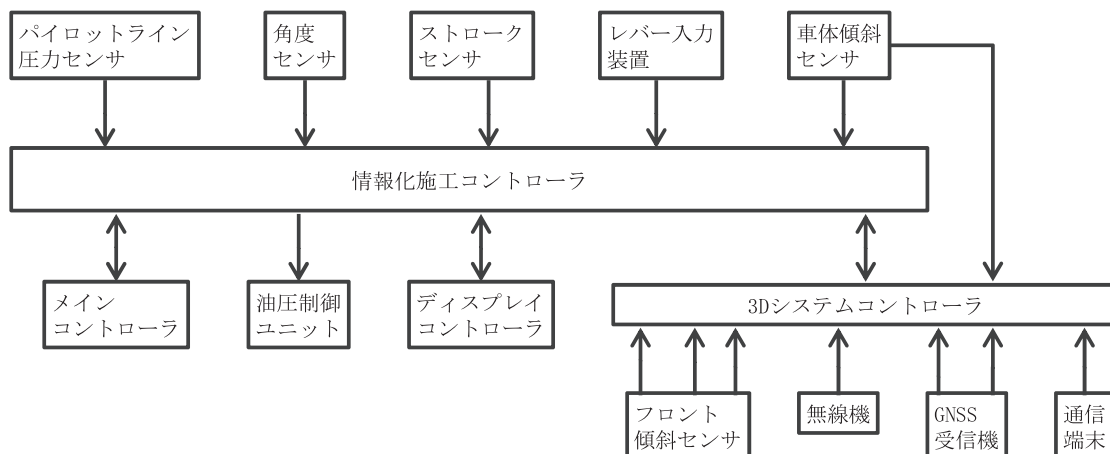 パイロットライン
圧力センサ
角度
センサ
ストローク
センサ
レバー入力
装置
車体傾斜
センサ
情報化施工コントローラ
メイン
コントローラ
油圧制御
ユニット
ディスプレイ
コントローラ
3Dシステムコントローラ
フロント
傾斜センサ
無線機
GNSS
受信機
通信
端末